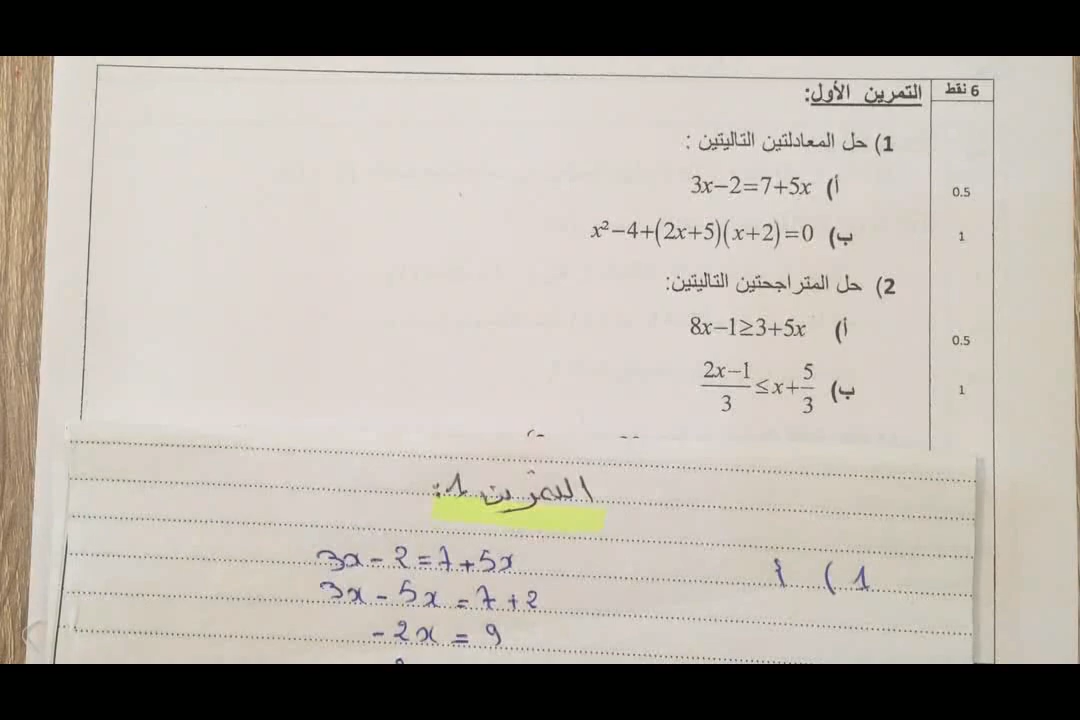 6 نقط
التمرين الأول:
1) حل المعادلتين التاليتين :
أ) 3x−2=7+5x
0.5
ب) x²−4+(2x+5)(x+2)=0
1
2) حل المتراجحتين التاليتين:
أ) 8x−1≥3+5x
0.5
ب) (2x−1)/3 ≤ x + 5/3
1
التمرين 1:
1) أ 3x − 2 = 7 + 5x
3x − 5x = 7 + 2
− 2x = 9